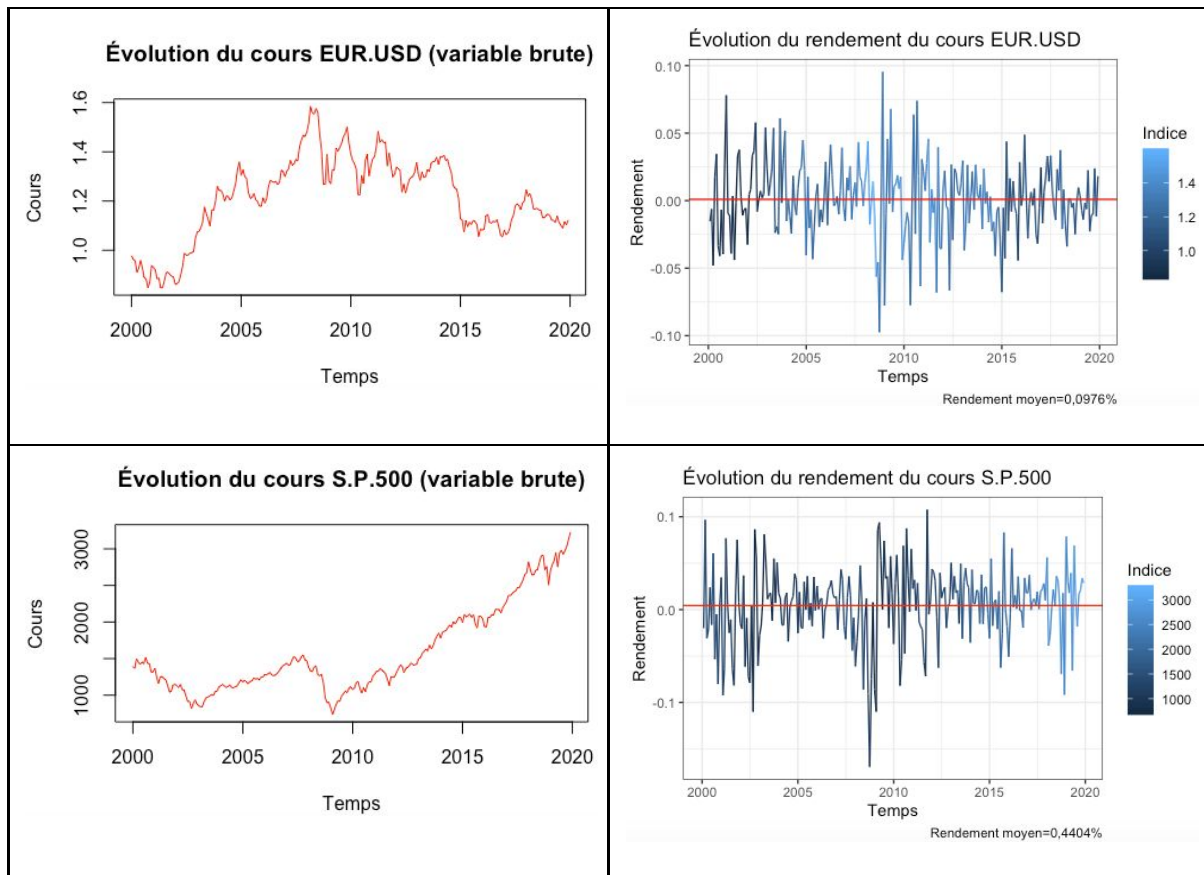 Évolution du cours EUR.USD (variable brute)
Cours
1.0 1.2 1.4 1.6
2000 2005 2010 2015 2020
Temps
Évolution du rendement du cours EUR.USD
Rendement
0.10
0.05
0.00
-0.05
-0.10
2000 2005 2010 2015 2020
Temps
Indice
1.4
1.2
1.0
Rendement moyen=0,0976%
Évolution du cours S.P.500 (variable brute)
Cours
1000 2000 3000
2000 2005 2010 2015 2020
Temps
Évolution du rendement du cours S.P.500
Rendement
0.1
0.0
-0.1
2000 2005 2010 2015 2020
Temps
Indice
3000
2500
2000
1500
1000
Rendement moyen=0,4404%